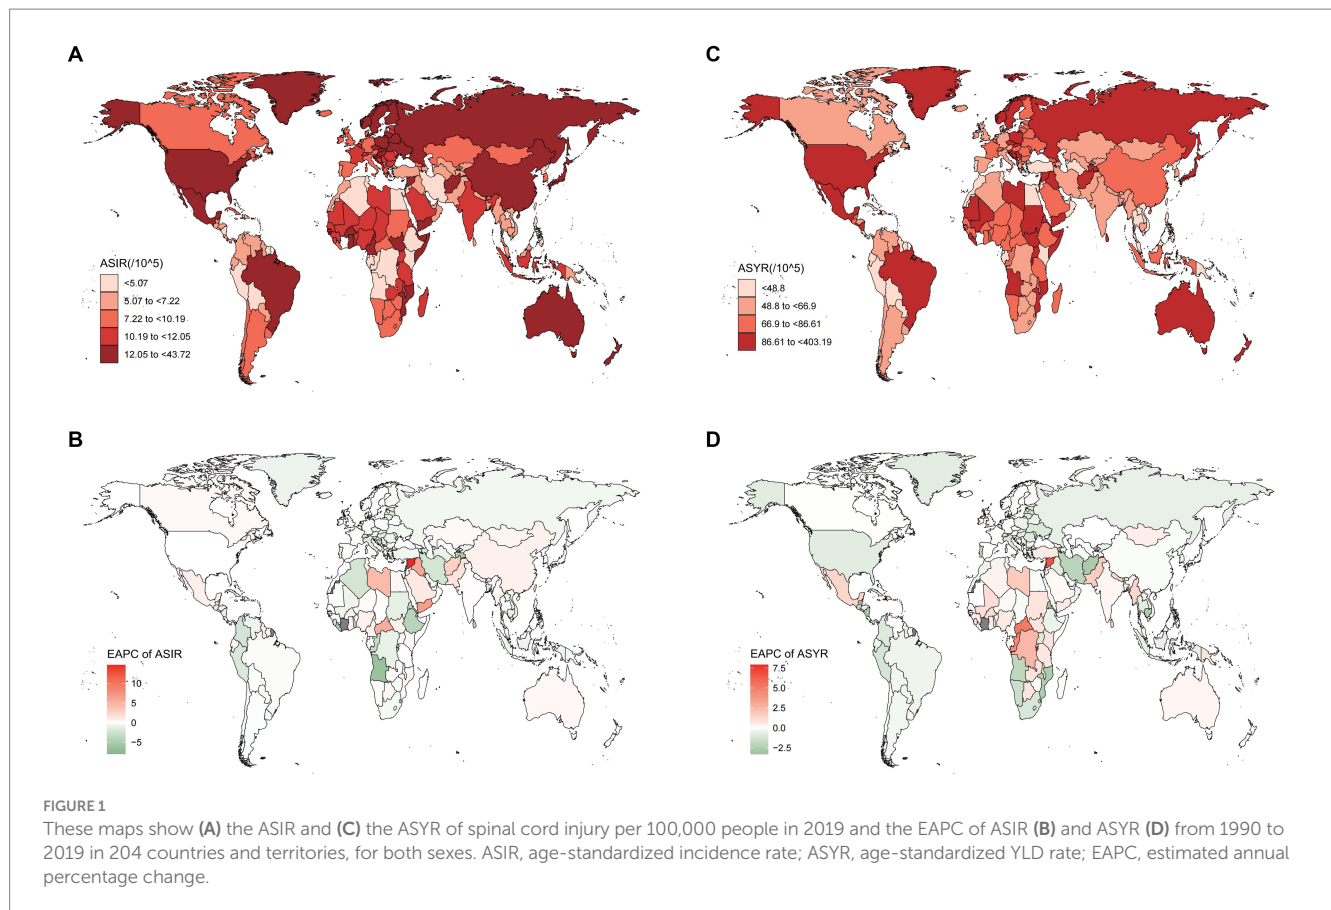 A
ASIR(/10^5)
<5.07
5.07 to <7.22
7.22 to <10.19
10.19 to <12.05
12.05 to <43.72
C
ASYR(/10^5)
<48.8
48.8 to <66.9
66.9 to <86.61
86.61 to <403.19
B
EAPC of ASIR
10
5
0
−5
D
EAPC of ASYR
7.5
5.0
2.5
0.0
−2.5
FIGURE 1
These maps show (A) the ASIR and (C) the ASYR of spinal cord injury per 100,000 people in 2019 and the EAPC of ASIR (B) and ASYR (D) from 1990 to
2019 in 204 countries and territories, for both sexes. ASIR, age-standardized incidence rate; ASYR, age-standardized YLD rate; EAPC, estimated annual
percentage change.